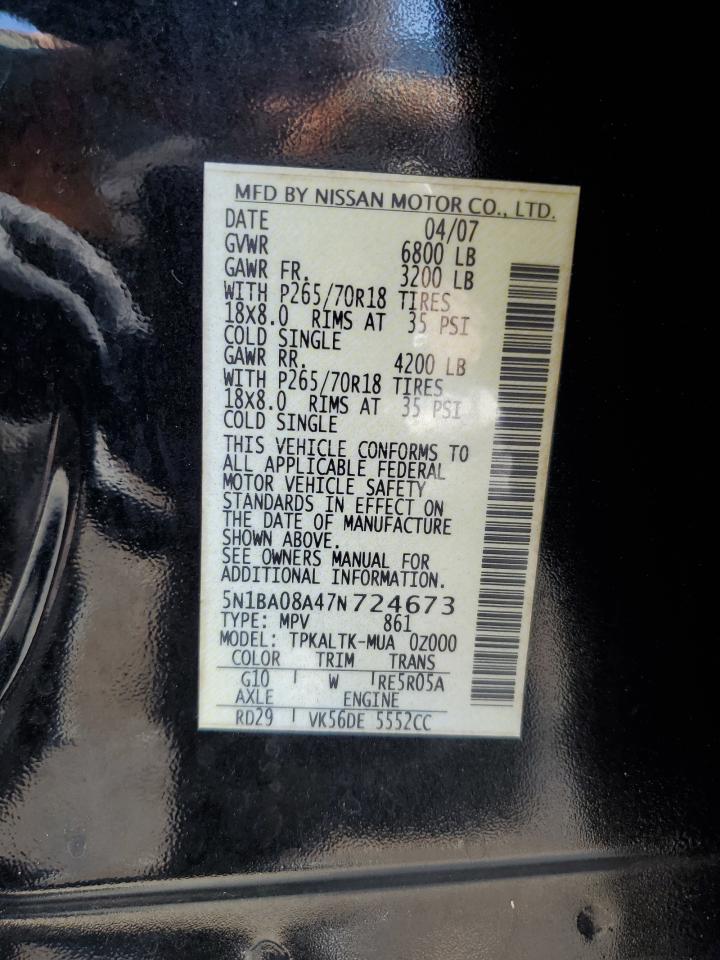 MFD BY NISSAN MOTOR CO., LTD.
DATE 04/07
GVWR 6800 LB
GAWR FR. 3200 LB
WITH P265/70R18 TIRES
18X8.0 RIMS AT 35 PSI
COLD SINGLE
GAWR RR. 4200 LB
WITH P265/70R18 TIRES
18X8.0 RIMS AT 35 PSI
COLD SINGLE
THIS VEHICLE CONFORMS TO
ALL APPLICABLE FEDERAL
MOTOR VEHICLE SAFETY
STANDARDS IN EFFECT ON
THE DATE OF MANUFACTURE
SHOWN ABOVE.
SEE OWNERS MANUAL FOR
ADDITIONAL INFORMATION.
5N1BA08A47N724673
TYPE: MPV 861
MODEL: TPKALTK-MUA 0Z000
COLOR TRIM TRANS
G10 W RE5R05A
AXLE ENGINE
RD29 VK56DE 5552CC